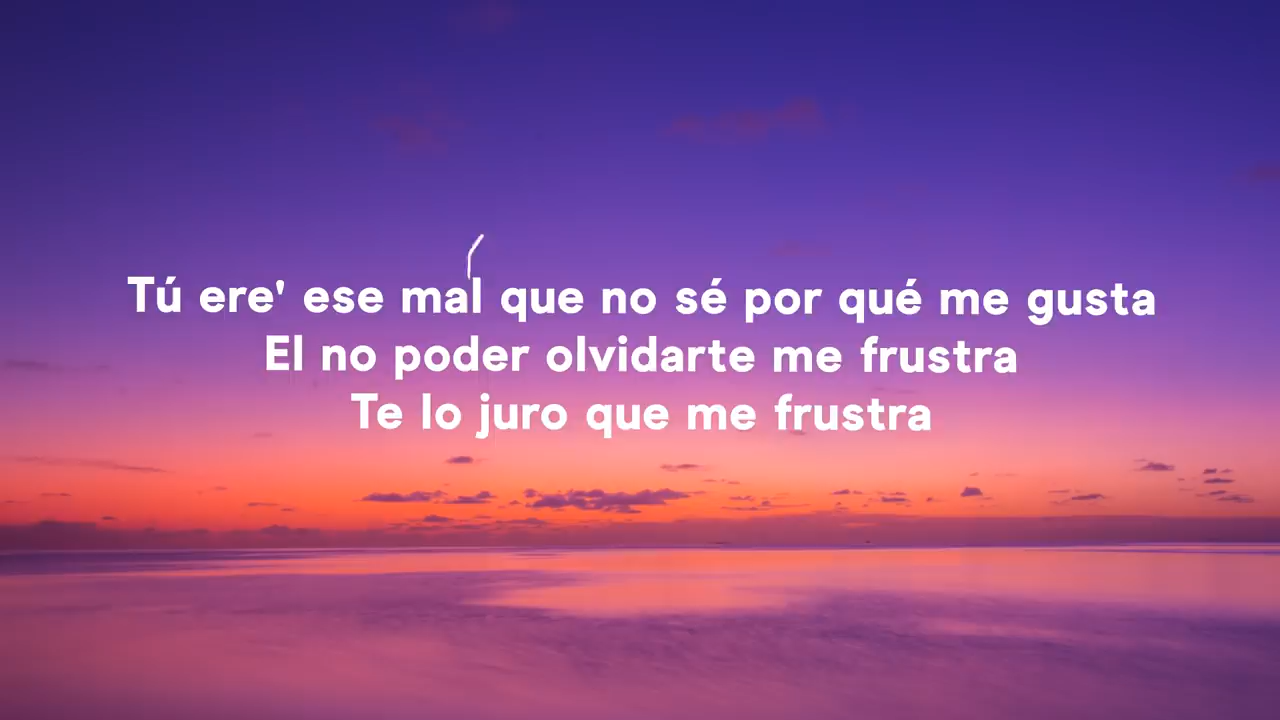 Tú ere' ese mal que no sé por qué me gusta
El no poder olvidarte me frustra
Te lo juro que me frustra